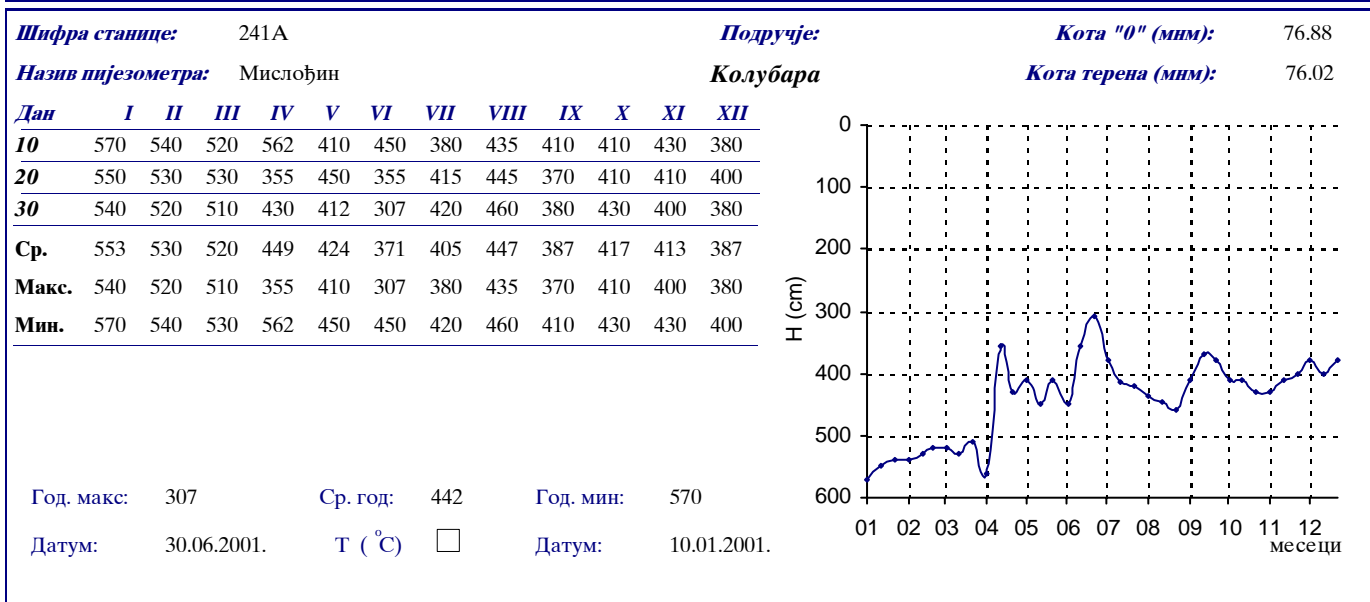 Шифра станице: 241А Подручје: Кота "0" (мнм): 76.88
Назив пијезометра: Мислођин Колубара Кота терена (мнм): 76.02
Дан I II III IV V VI VII VIII IX X XI XII
10 570 540 520 562 410 450 380 435 410 410 430 380
20 550 530 530 355 450 355 415 445 370 410 410 400
30 540 520 510 430 412 307 420 460 380 430 400 380
Ср. 553 530 520 449 424 371 405 447 387 417 413 387
Макс. 540 520 510 355 410 307 380 435 370 410 400 380
Мин. 570 540 530 562 450 450 420 460 410 430 430 400
Год. макс: 307 Ср. год: 442 Год. мин: 570
Датум: 30.06.2001. T ( °C) Датум: 10.01.2001.
H (cm)
0
100
200
300
400
500
600
01 02 03 04 05 06 07 08 09 10 11 12
месеци